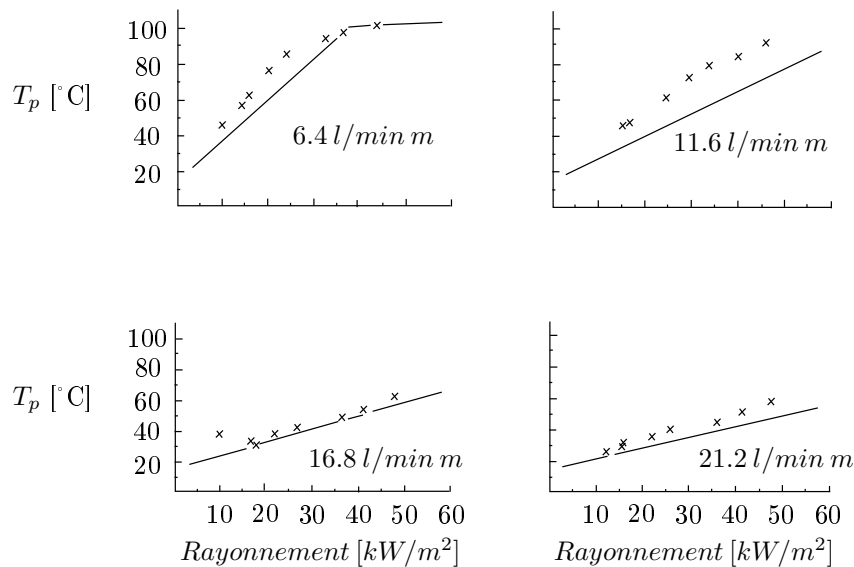 100
80
T_p [°C]
60
40
20
6.4 l/min m
11.6 l/min m
100
80
T_p [°C]
60
40
20
16.8 l/min m
21.2 l/min m
10 20 30 40 50 60
10 20 30 40 50 60
Rayonnement [kW/m²]
Rayonnement [kW/m²]